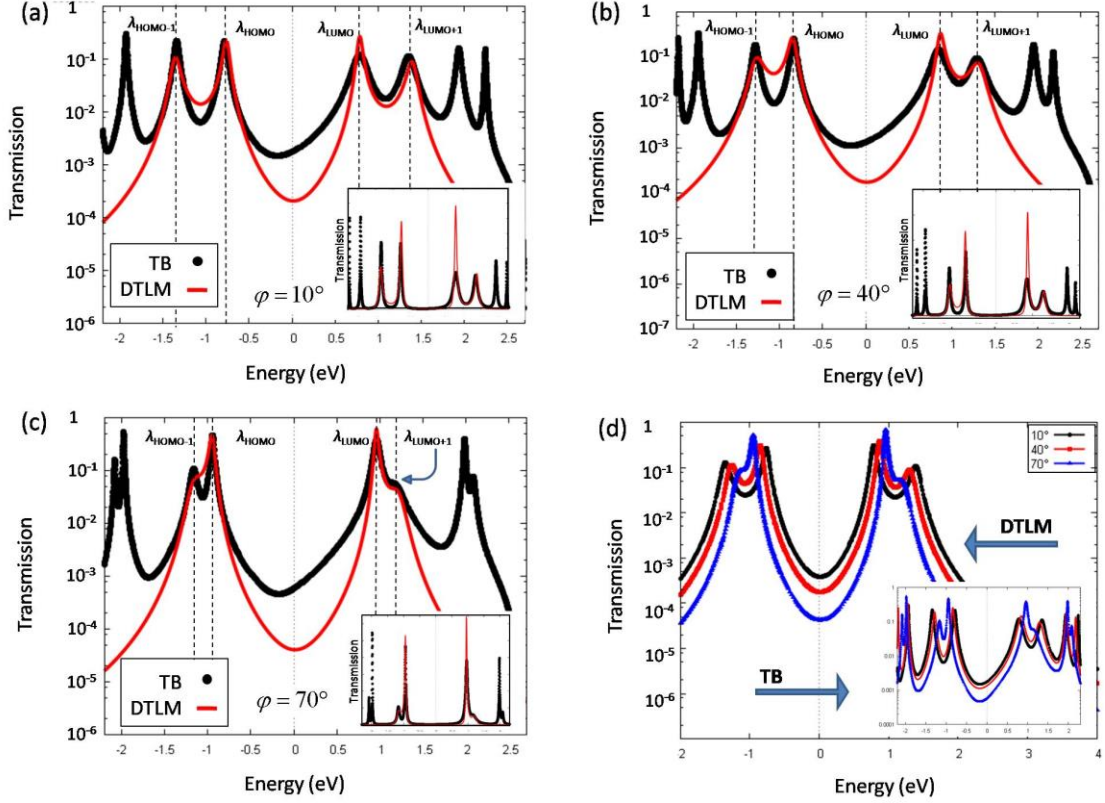 (a)
λHOMO-1 λHOMO λLUMO λLUMO+1
1
10-1
10-2
10-3
10-4
10-5
10-6
Transmission
TB
DTLM
φ = 10°
Transmission
-2 -1.5 -1 -0.5 0 0.5 1 1.5 2 2.5
Energy (eV)
(b)
λHOMO-1 λHOMO λLUMO λLUMO+1
1
10-1
10-2
10-3
10-4
10-5
10-6
10-7
Transmission
TB
DTLM
φ = 40°
Transmission
-2 -1.5 -1 -0.5 0 0.5 1 1.5 2 2.5
Energy (eV)
(c)
λHOMO-1 λHOMO λLUMO λLUMO+1
1
10-1
10-2
10-3
10-4
10-5
10-6
Transmission
TB
DTLM
φ = 70°
Transmission
-2 -1.5 -1 -0.5 0 0.5 1 1.5 2 2.5
Energy (eV)
(d)
10°
40°
70°
1
10-1
10-2
10-3
10-4
10-5
10-6
Transmission
DTLM
TB
Transmission
0.1
0.01
0.001
0.0001
-2 -1 0 1 2
2 -1 0 1 2 3 4
Energy (eV)